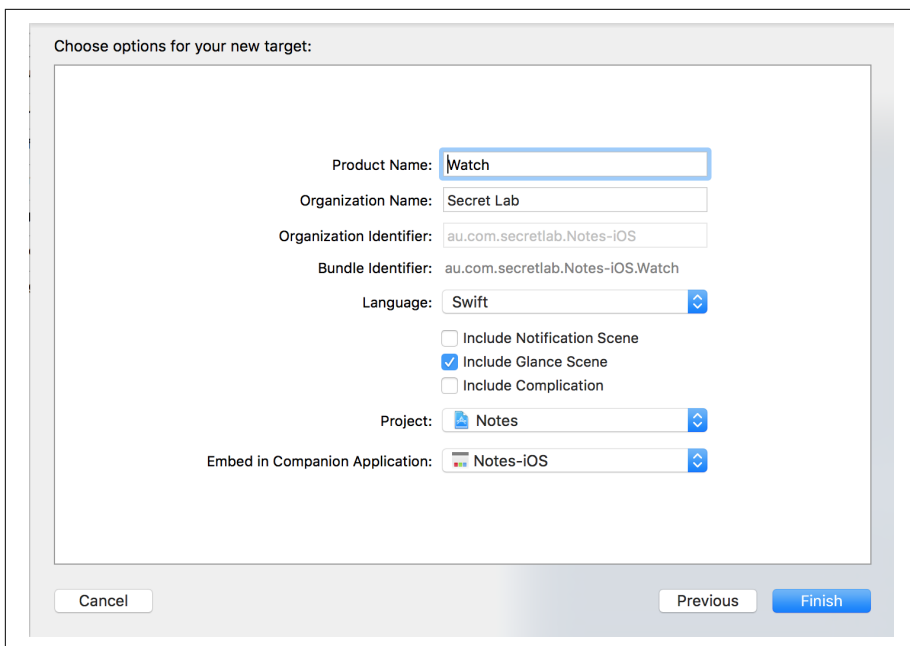 Choose options for your new target:
Product Name: Watch
Organization Name: Secret Lab
Organization Identifier: au.com.secretlab.Notes-iOS
Bundle Identifier: au.com.secretlab.Notes-iOS.Watch
Language: Swift
Include Notification Scene
Include Glance Scene
Include Complication
Project: Notes
Embed in Companion Application: Notes-iOS
Cancel Previous Finish